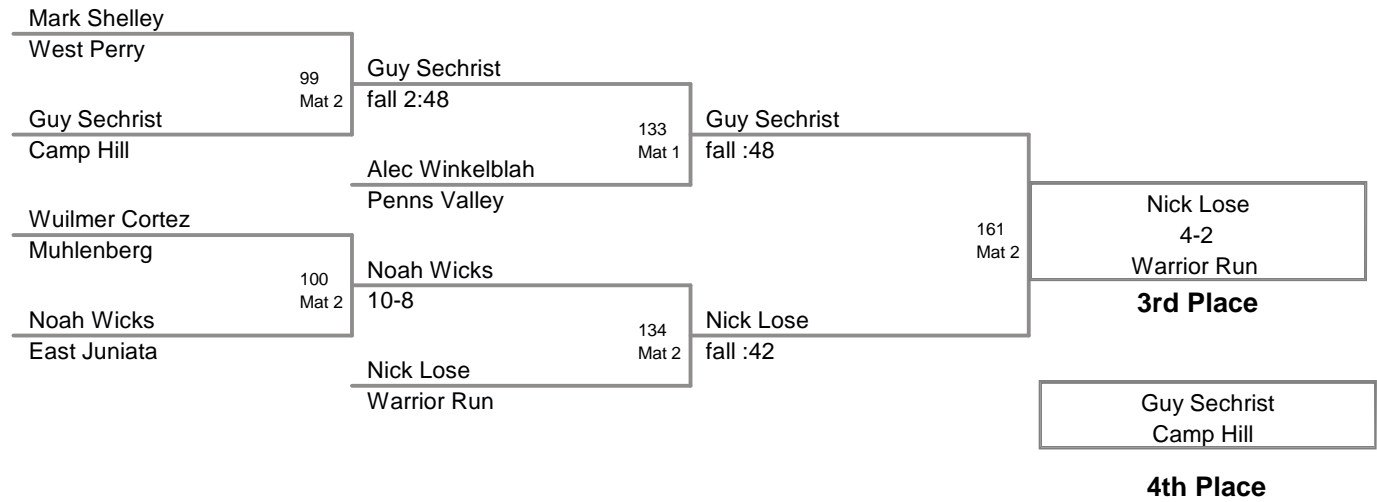 Mark Shelley
West Perry
99
Mat 2
Guy Sechrist
fall 2:48
Guy Sechrist
Camp Hill
133
Mat 1
Guy Sechrist
fall :48
Alec Winkelblah
Penns Valley
Wuilmer Cortez
Muhlenberg
100
Mat 2
Noah Wicks
10-8
Noah Wicks
East Juniata
134
Mat 2
Nick Lose
fall :42
Nick Lose
Warrior Run
161
Mat 2
Nick Lose
4-2
Warrior Run
3rd Place
Guy Sechrist
Camp Hill
4th Place